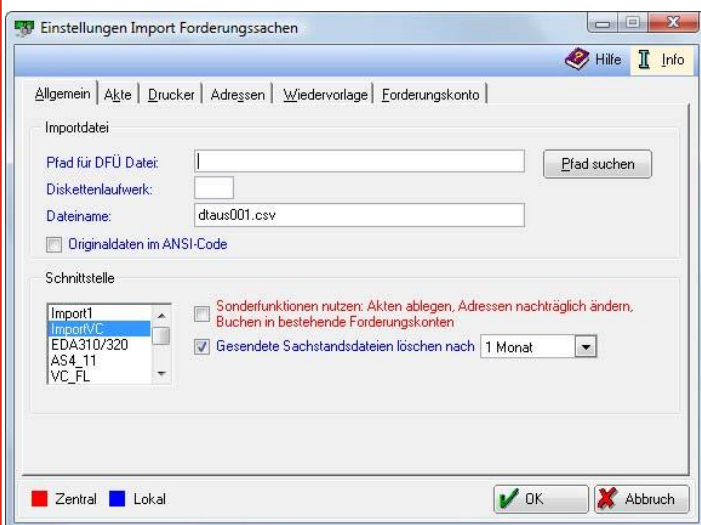 Einstellungen Import Forderungssachen
Hilfe Info
Allgemein Akte Drucker Adressen Wiedervorlage Forderungskonto
Importdatei
Pfad für DFÜ Datei: Pfad suchen
Diskettenlaufwerk:
Dateiname: dtaus001.csv
Originaldaten im ANSI-Code
Schnittstelle
Import1
ImportVC
EDA310/320
AS4_11
VC_FL
Sonderfunktionen nutzen: Akten ablegen, Adressen nachträglich ändern,
Buchen in bestehende Forderungskonten
Gesendete Sachstandsdateien löschen nach 1 Monat
Zentral Lokal OK Abbruch